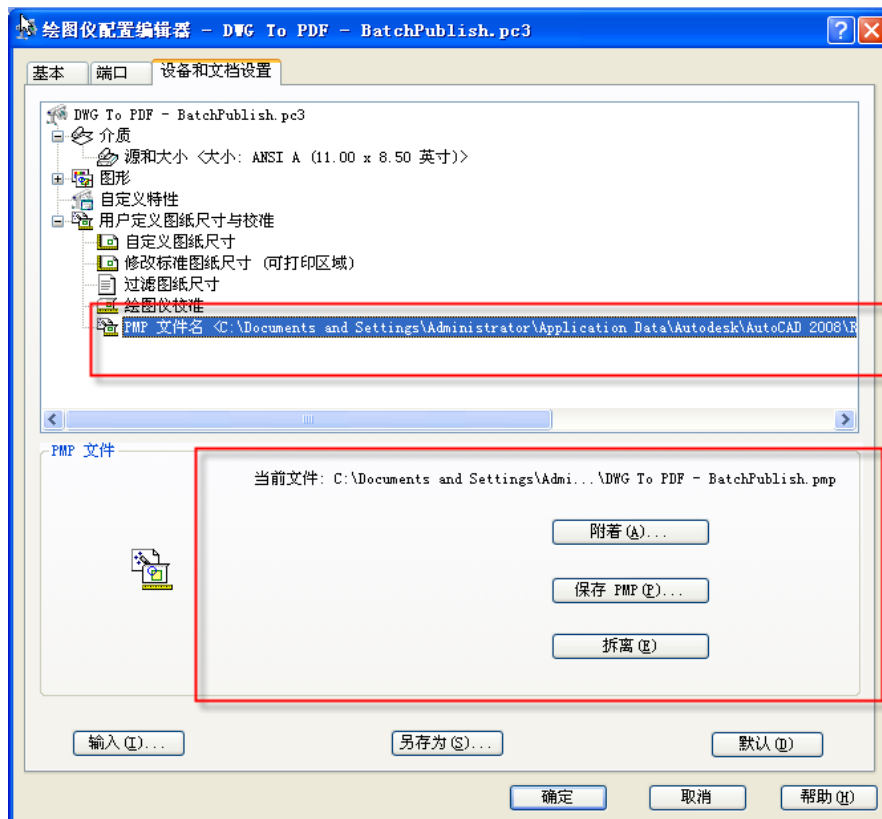 绘图仪配置编辑器 - DWG To PDF - BatchPublish.pc3
基本 端口 设备和文档设置
DWG To PDF - BatchPublish.pc3
介质
源和大小 <大小: ANSI A (11.00 x 8.50 英寸)>
图形
自定义特性
用户定义图纸尺寸与校准
自定义图纸尺寸
修改标准图纸尺寸 (可打印区域)
过滤图纸尺寸
绘图仪校准
PMP 文件名 <C:\Documents and Settings\Administrator\Application Data\Autodesk\AutoCAD 2008\R
PMP 文件
当前文件: C:\Documents and Settings\Admi...\DWG To PDF - BatchPublish.pmp
附着(A)...
保存 PMP(P)...
拆离(E)
输入(I)... 另存为(S)... 默认(D)
确定 取消 帮助(H)